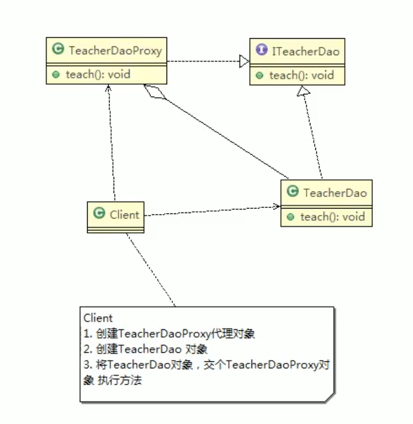 TeacherDaoProxy
teach(): void
ITeacherDao
teach(): void
TeacherDao
teach(): void
Client
Client
1. 创建TeacherDaoProxy代理对象
2. 创建TeacherDao 对象
3. 将TeacherDao对象，交个TeacherDaoProxy对
象 执行方法